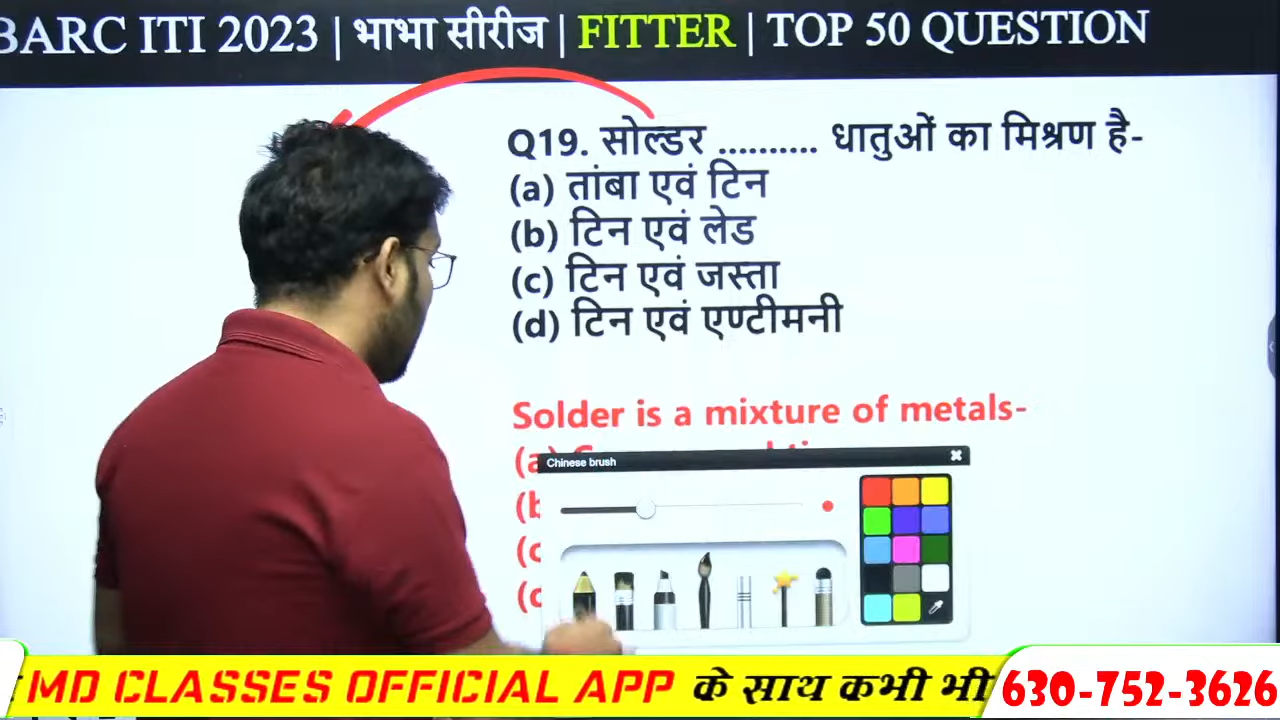 BARC ITI 2023 | भाभा सीरीज | FITTER | TOP 50 QUESTION
Q19. सोल्डर .......... धातुओं का मिश्रण है-
(a) तांबा एवं टिन
(b) टिन एवं लेड
(c) टिन एवं जस्ता
(d) टिन एवं एण्टीमनी
Solder is a mixture of metals-
(a)
Chinese brush
(b
(c
(d
MD CLASSES OFFICIAL APP के साथ कभी भी
630-752-3626